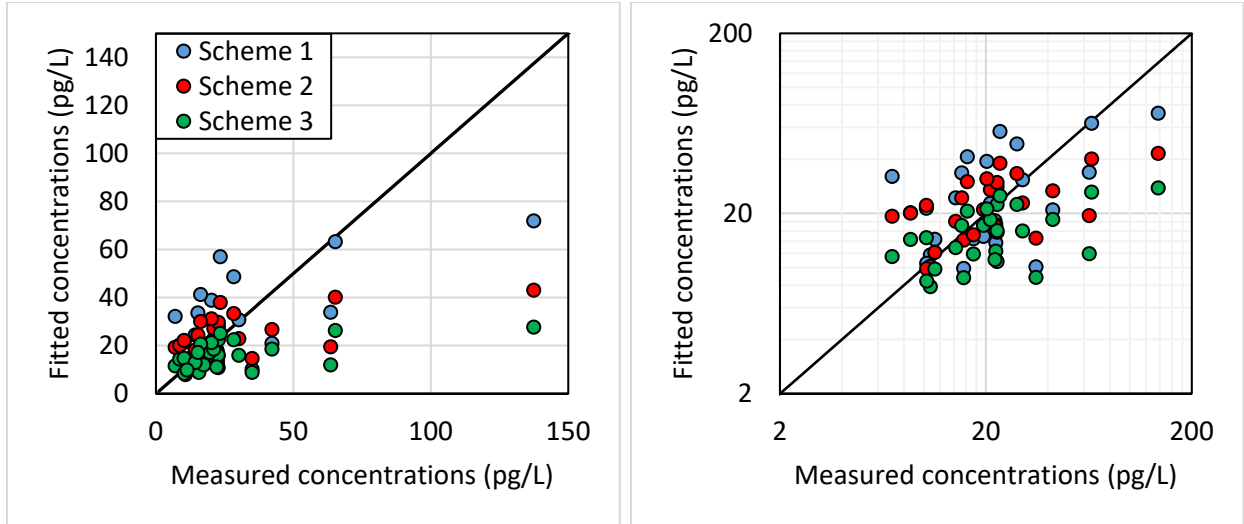 Fitted concentrations (pg/L)
140
120
100
80
60
40
20
0
Scheme 1
Scheme 2
Scheme 3
0 50 100 150
Measured concentrations (pg/L)
Fitted concentrations (pg/L)
200
20
2
2 20 200
Measured concentrations (pg/L)